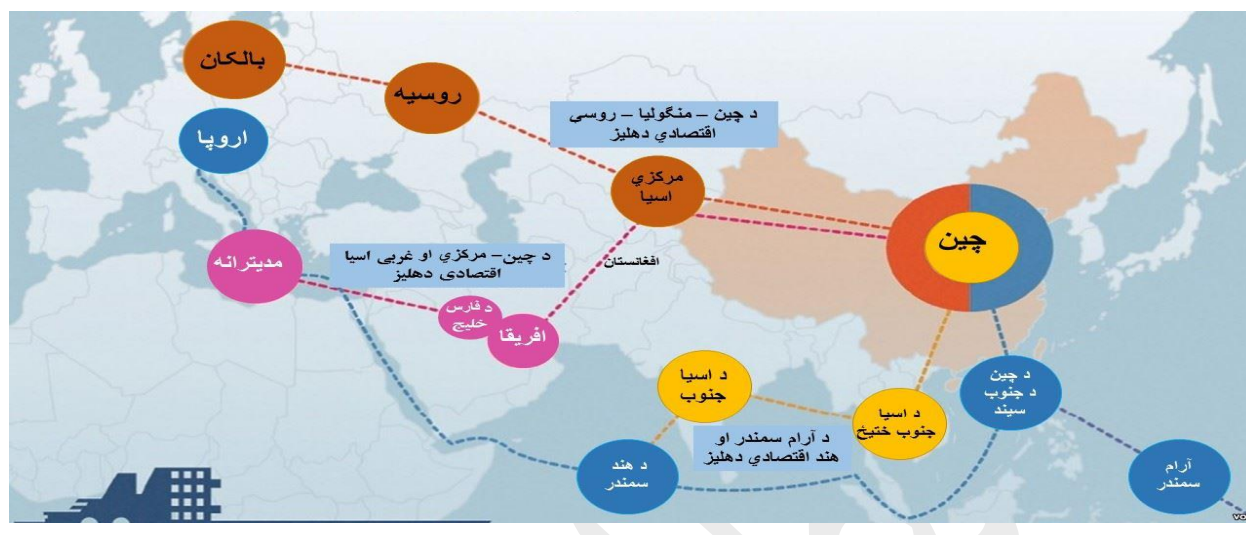 بالکان
روسیه
اروپا
د چین – منګولیا – روسي
اقتصادي دهلیز
مرکزي
اسیا
چین
مدیترانه
د چین– مرکزي او غربی اسیا
اقتصادی دهلیز
افغانستان
د فارس
خلیج
افریقا
د اسیا
جنوب
د اسیا
جنوب ختیځ
د چین
د جنوب
سیند
د آرام سمندر او
هند اقتصادي دهلیز
د هند
سمندر
آرام
سمندر